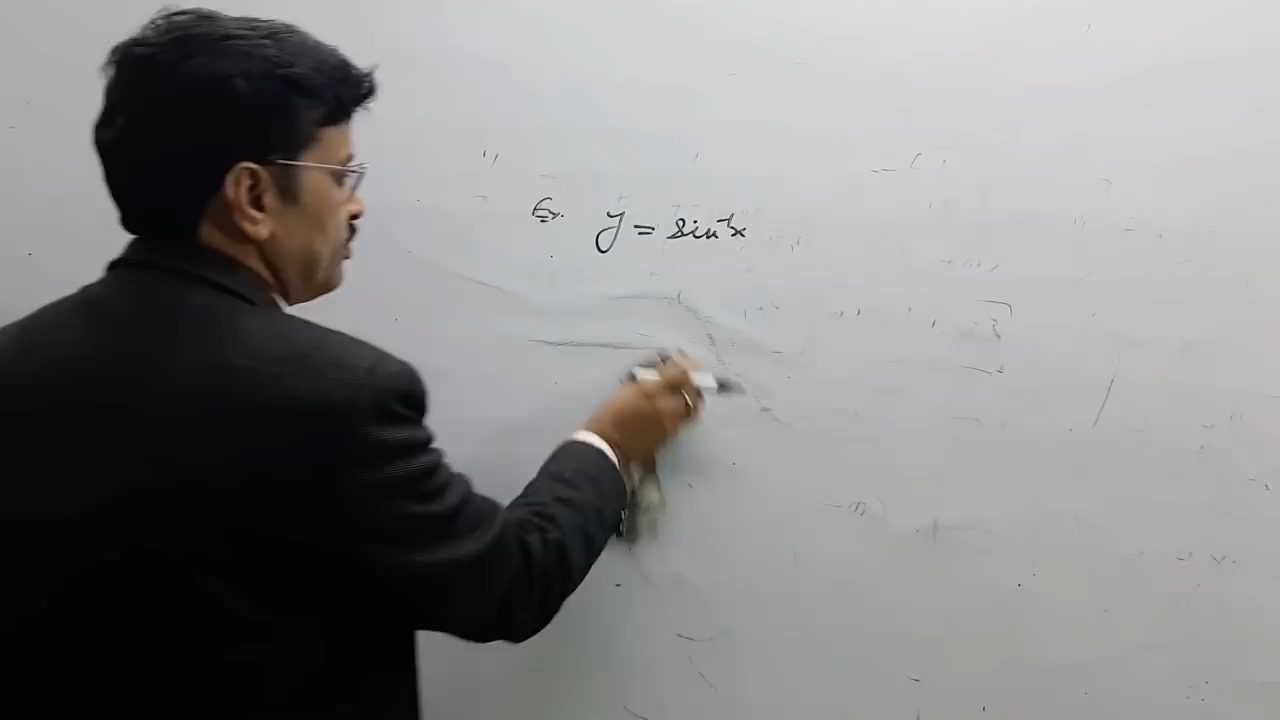 Ex. y = sin⁻¹x